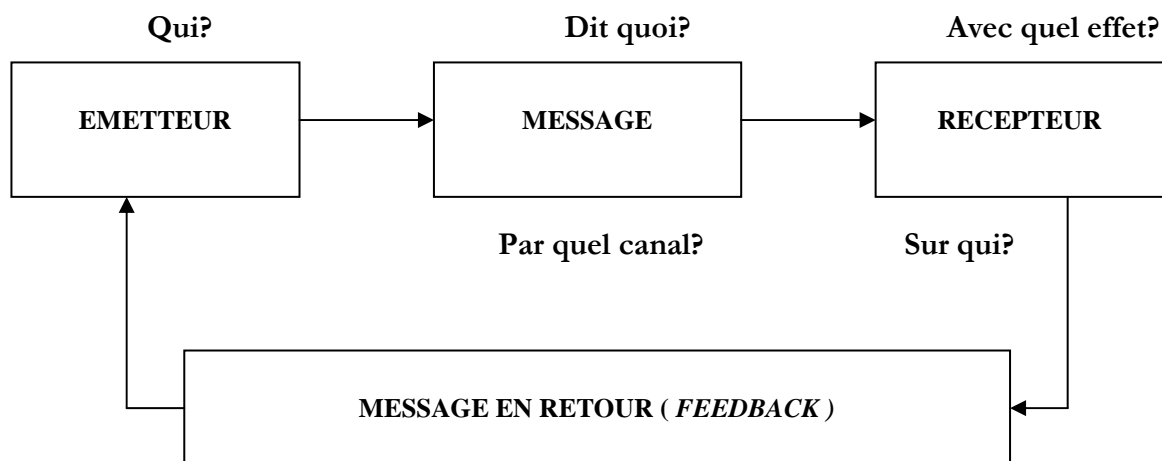 Qui?
Dit quoi?
Avec quel effet?
EMETTEUR
MESSAGE
RECEPTEUR
Par quel canal?
Sur qui?
MESSAGE EN RETOUR ( FEEDBACK )